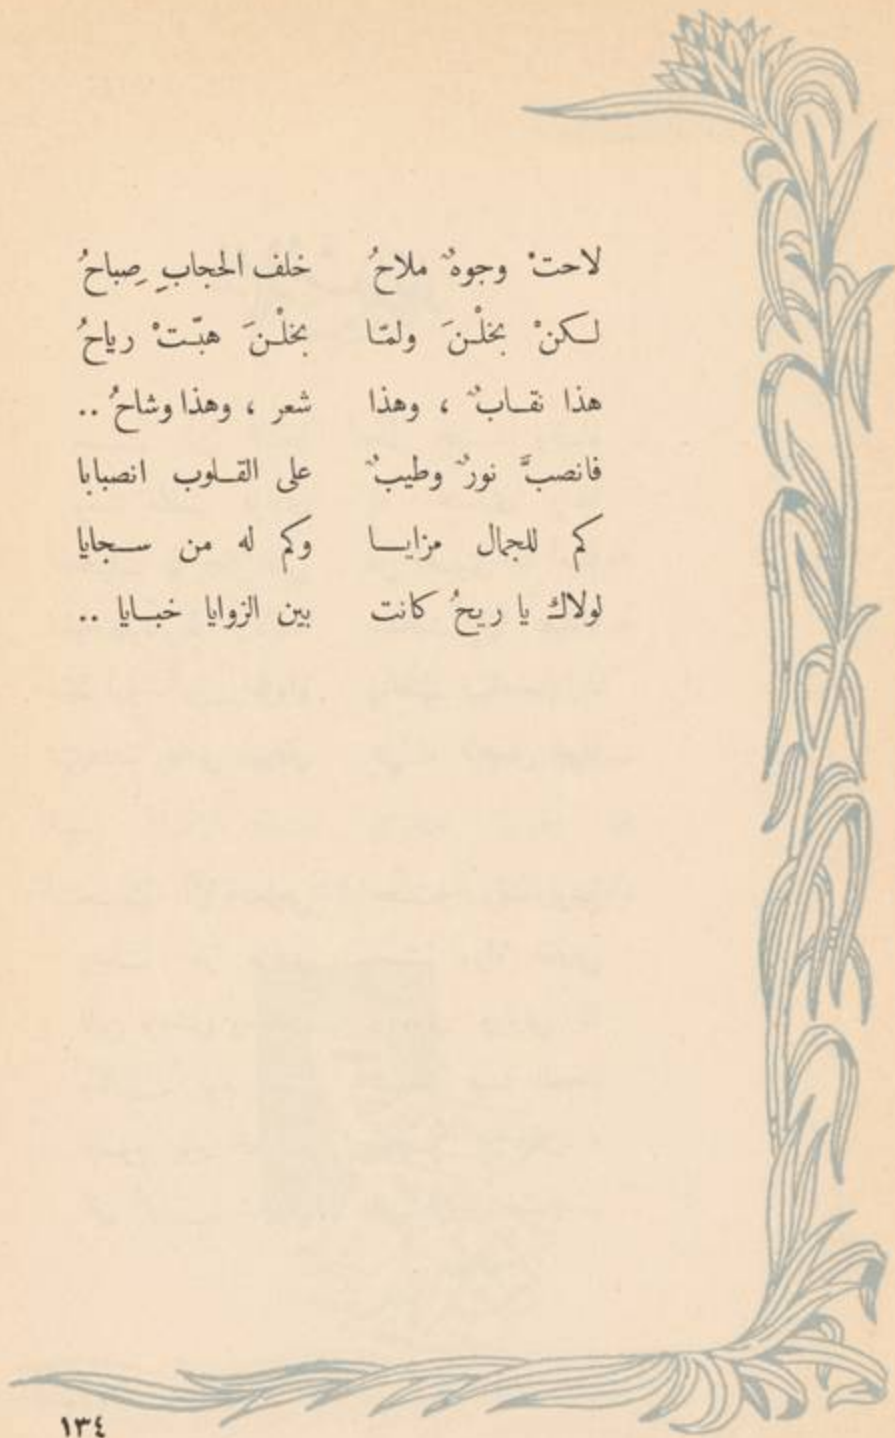 لاحتْ وجوهٌ ملاحُ خلف الحجابِ صِباحُ
لكنْ بخلْنَ ولمّا بخلْنَ هبّتْ رياحُ
هذا نقابٌ ، وهذا شعر ، وهذا وشاحُ ..
فانصبَّ نورٌ وطيبٌ على القلوب انصبابا
كم للجمال مزايا وكم له من سجايا
لولاك يا ريحُ كانت بين الزوايا خبايا ..
١٣٤